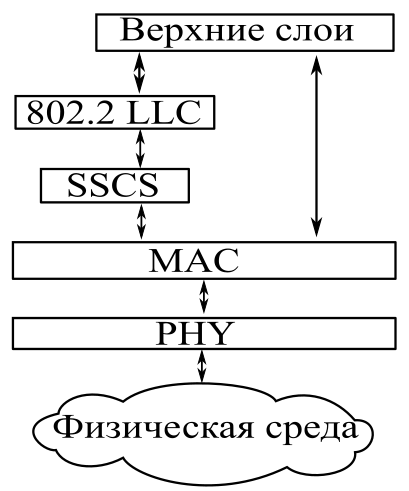 Верхние слои
802.2 LLC
SSCS
MAC
PHY
Физическая среда